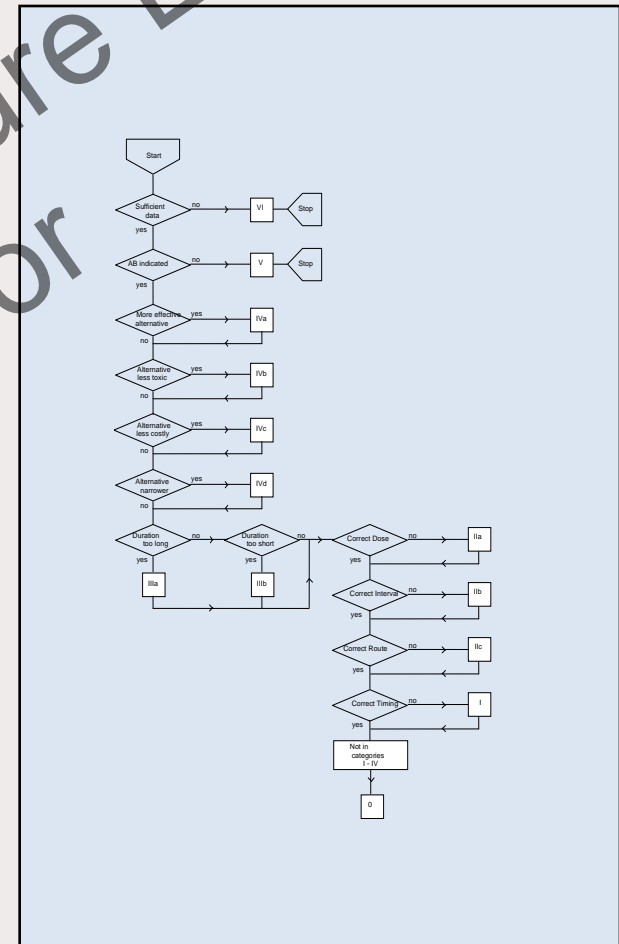 Start
Sufficient
data
no
VI
Stop
yes
AB indicated
no
V
Stop
yes
More effective
alternative
yes
IVa
no
Alternative
less toxic
yes
IVb
no
Alternative
less costly
yes
IVc
no
Alternative
narrower
yes
IVd
no
Duration
too long
no
Duration
too short
no
Correct Dose
no
IIa
yes
yes
yes
IIIa
IIIb
Correct Interval
no
IIb
yes
Correct Route
no
IIc
yes
Correct Timing
no
I
yes
Not in
categories
I - IV
0
or